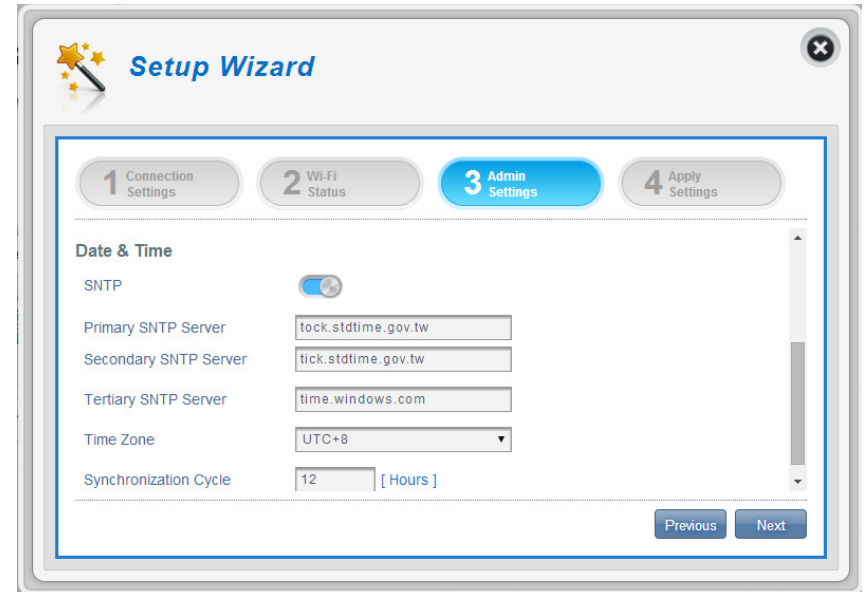 Setup Wizard
1 Connection Settings
2 Wi-Fi Status
3 Admin Settings
4 Apply Settings
Date & Time
SNTP
Primary SNTP Server tock.stdtime.gov.tw
Secondary SNTP Server tick.stdtime.gov.tw
Tertiary SNTP Server time.windows.com
Time Zone UTC+8
Synchronization Cycle 12 [ Hours ]
Previous Next